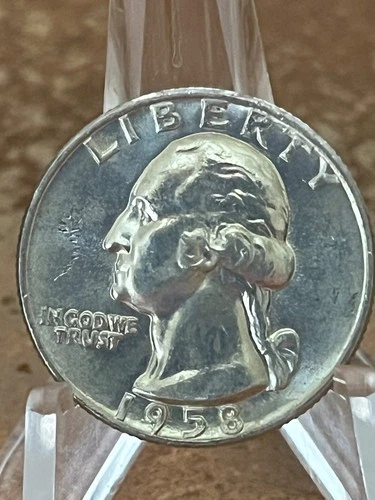 LIBERTY
IN GOD WE
TRUST
1958